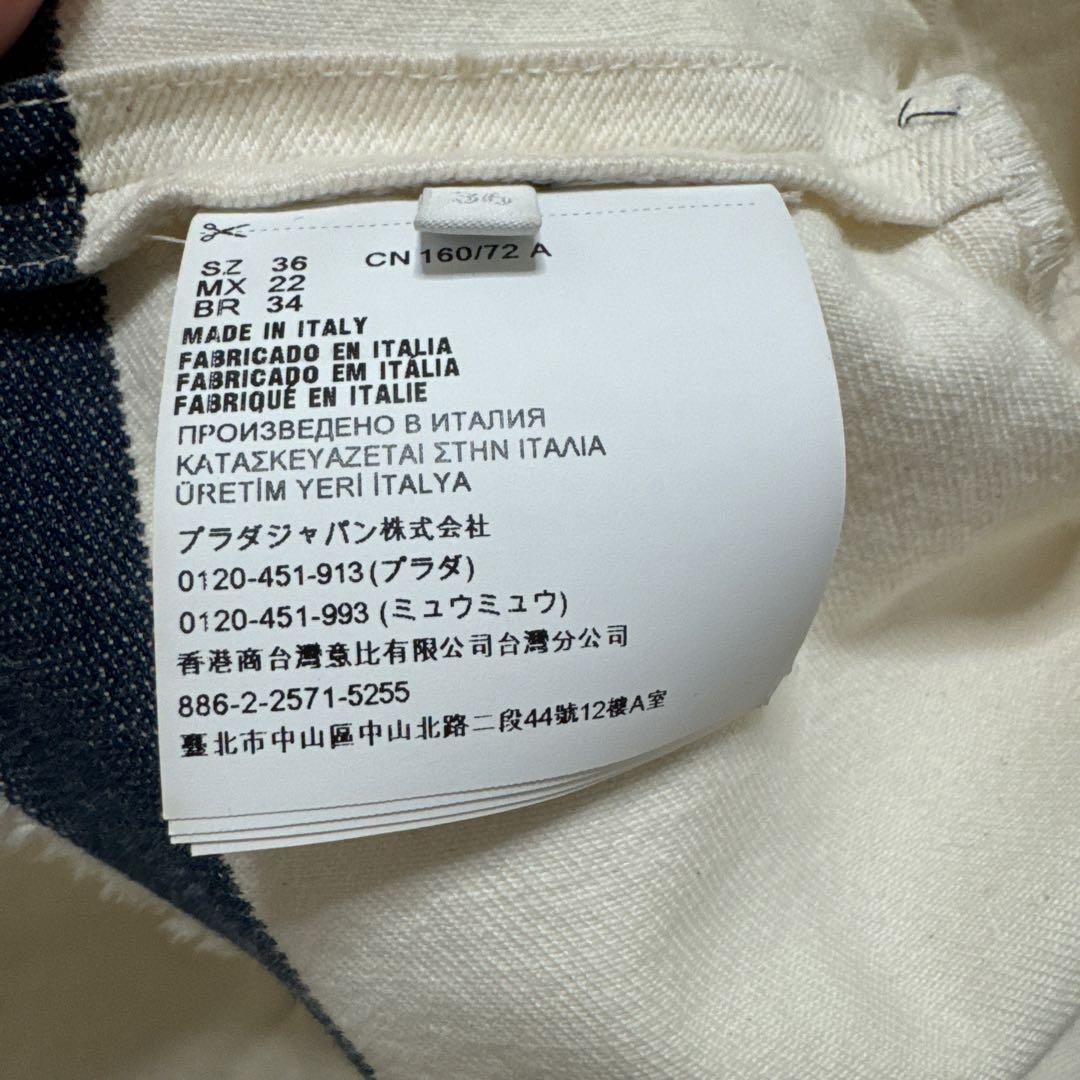 SZ 36 CN 160/72 A
MX 22
BR 34
MADE IN ITALY
FABRICADO EN ITALIA
FABRICADO EM ITÁLIA
FABRIQUÉ EN ITALIE
ПРОИЗВЕДЕНО В ИТАЛИЯ
ΚΑΤΑΣΚΕΥΑΖΕΤΑΙ ΣΤΗΝ ΙΤΑΛΙΑ
ÜRETİM YERİ İTALYA
プラダジャパン株式会社
0120-451-913 (プラダ)
0120-451-993 (ミュウミュウ)
香港商台灣意比有限公司台灣分公司
886-2-2571-5255
臺北市中山區中山北路二段44號12樓A室